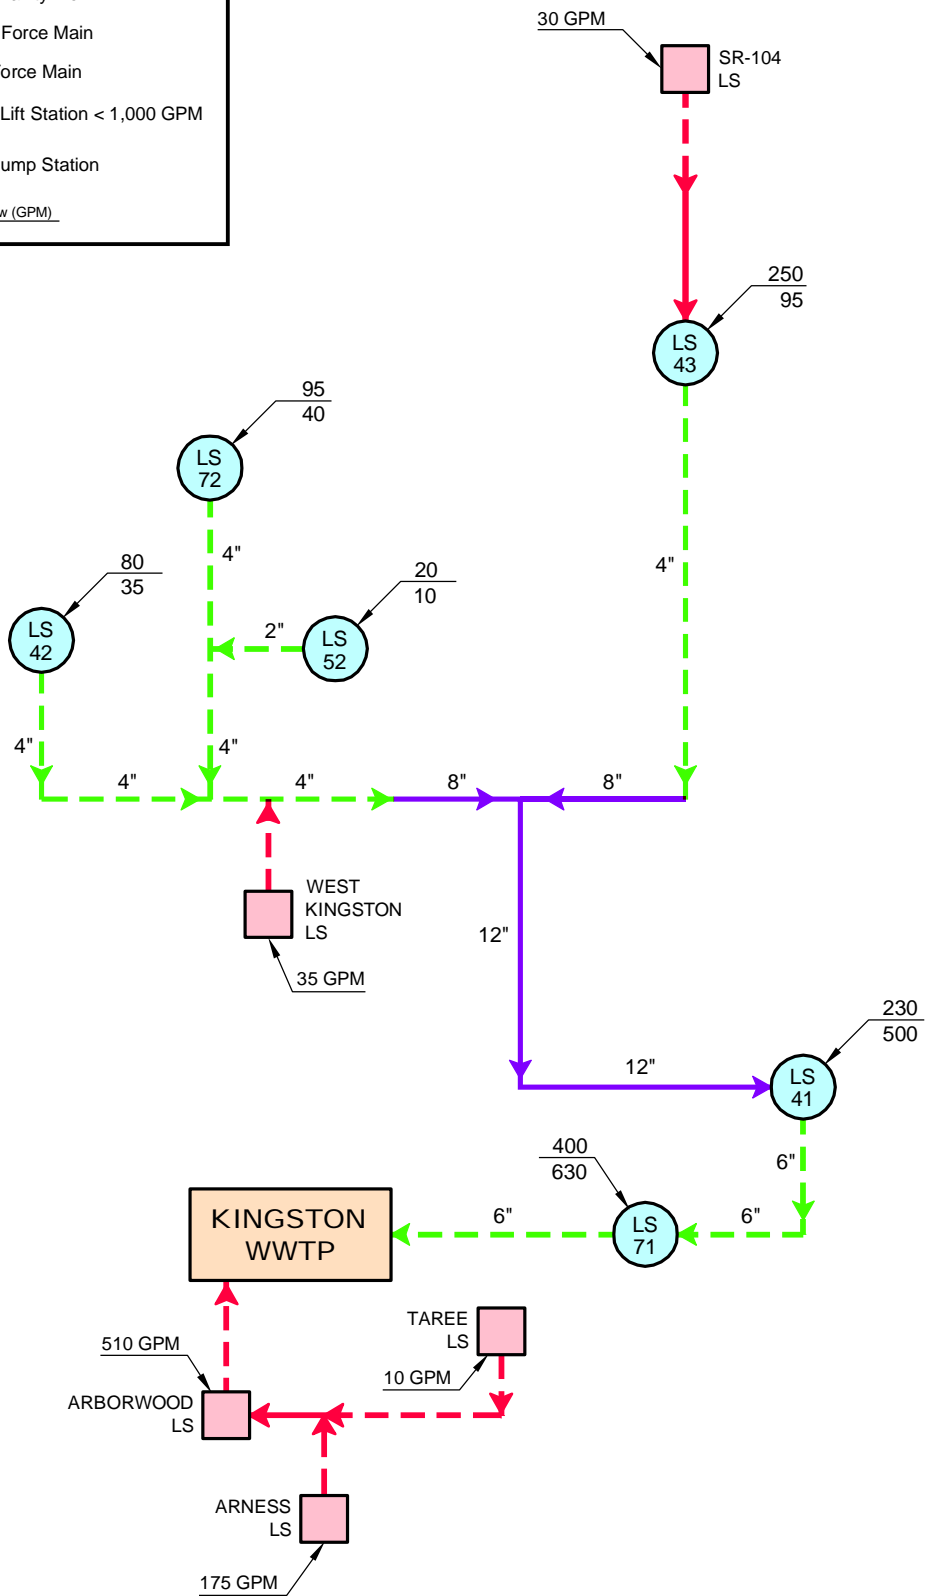 Force Main
orce Main
Lift Station < 1,000 GPM
ump Station
w (GPM)
30 GPM
SR-104
LS
250
95
LS
43
95
40
LS
72
4"
80
35
20
10
4"
LS
42
2"
LS
52
4"
4"
4"
4"
8"
8"
WEST
KINGSTON
LS
12"
35 GPM
230
500
12"
LS
41
400
630
6"
KINGSTON
WWTP
6"
LS
71
6"
TAREE
LS
510 GPM
10 GPM
ARBORWOOD
LS
ARNESS
LS
175 GPM